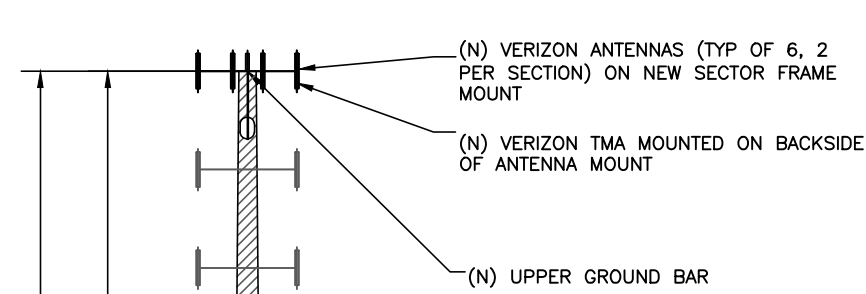 (N) VERIZON ANTENNAS (TYP OF 6, 2
PER SECTION) ON NEW SECTOR FRAME
MOUNT
(N) VERIZON TMA MOUNTED ON BACKSIDE
OF ANTENNA MOUNT
(N) UPPER GROUND BAR